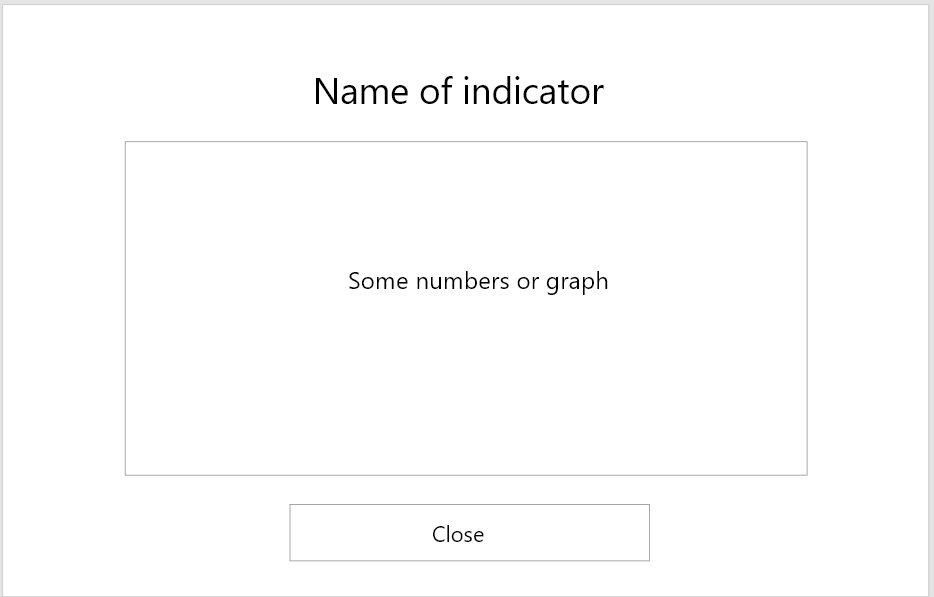 Name of indicator
Some numbers or graph
Close